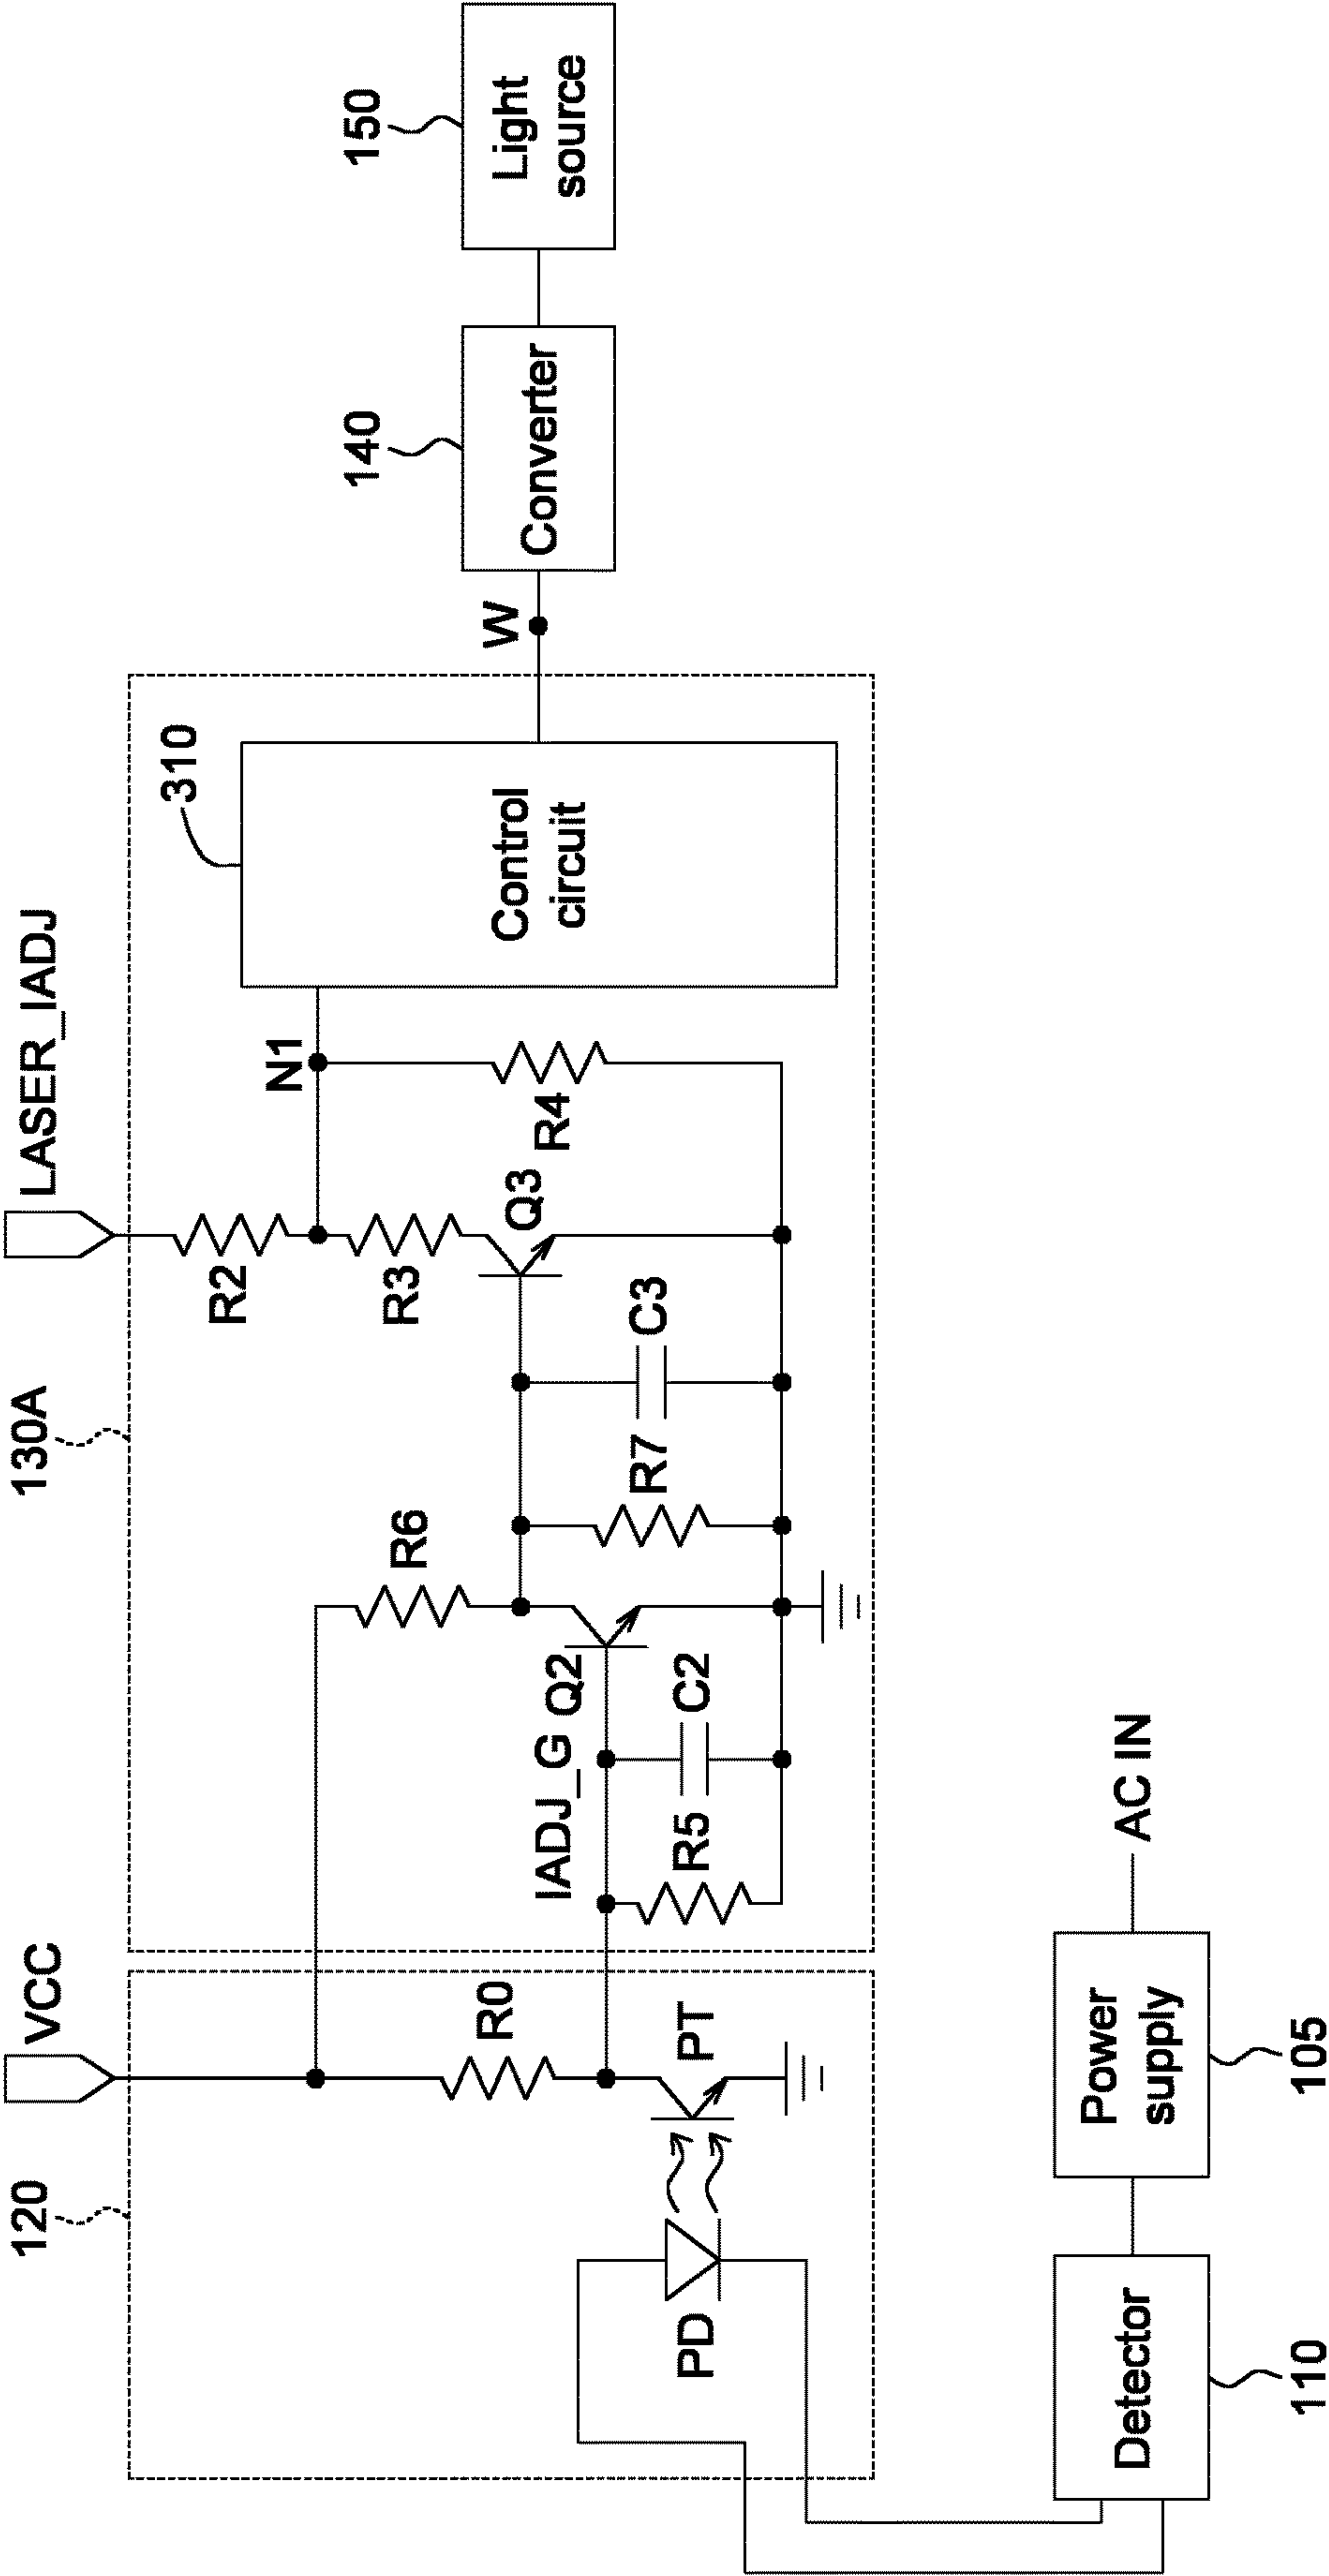 VCC
LASER_IADJ
120
130A
R0
R6
R2
R3
N1
310
Control
circuit
W
140
Converter
150
Light
source
PD
PT
IADJ_G
Q2
R5
C2
R7
C3
Q3
R4
Detector
110
Power
supply
105
AC IN